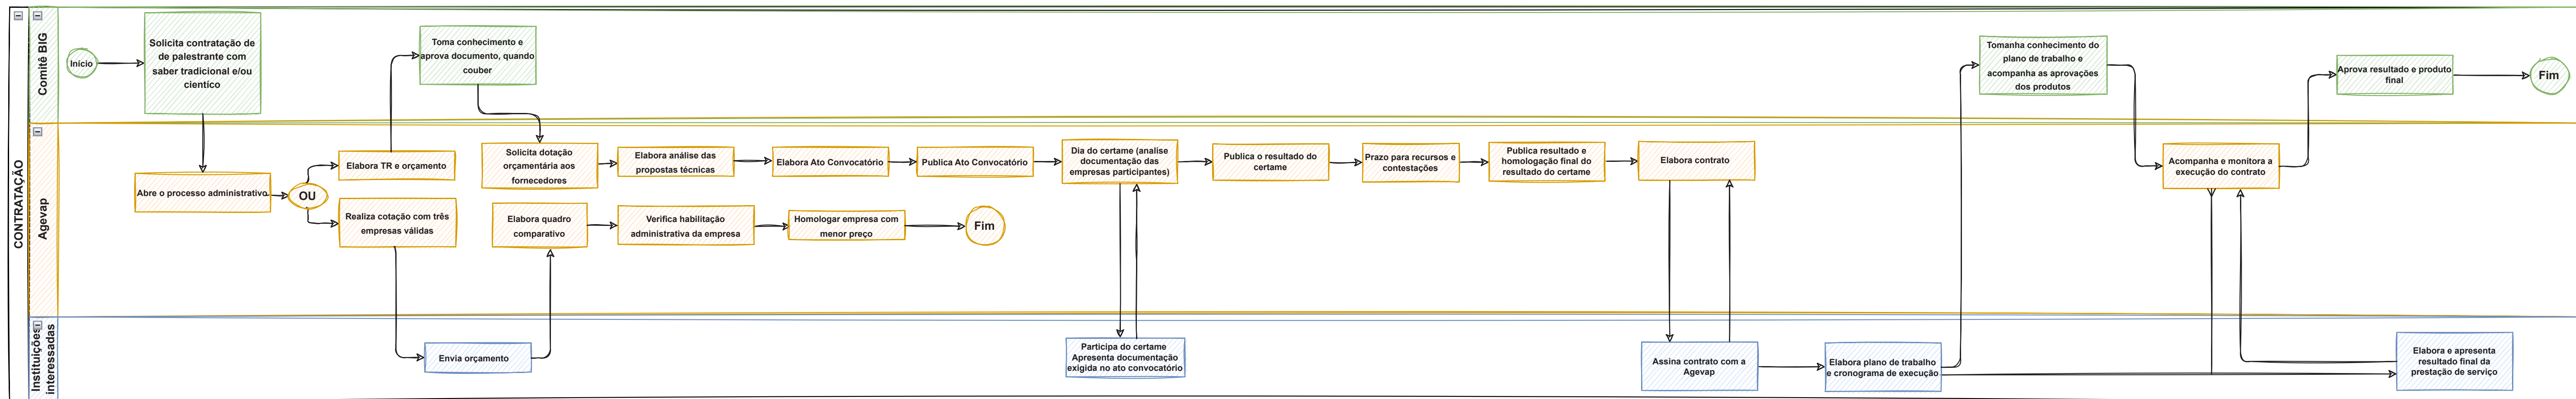 CONTRATAÇÃO
Comitê BIG
Início
Solicita contratação de
de palestrante com
saber tradicional e/ou
cientíco
Toma conhecimento e
aprova documento, quando
couber
Tomanha conhecimento do
plano de trabalho e
acompanha as aprovações
dos produtos
Aprova resultado e produto
final
Fim
Agevap
Abre o processo administrativo
OU
Elabora TR e orçamento
Realiza cotação com três
empresas válidas
Solicita dotação
orçamentária aos
fornecedores
Elabora análise das
propostas técnicas
Elabora Ato Convocatório
Publica Ato Convocatório
Dia do certame (analise
documentação das
empresas participantes)
Publica o resultado do
certame
Prazo para recursos e
contestações
Publica resultado e
homologação final do
resultado do certame
Elabora contrato
Acompanha e monitora a
execução do contrato
Elabora quadro
comparativo
Verifica habilitação
administrativa da empresa
Homologar empresa com
menor preço
Fim
Instituições
interessadas
Envia orçamento
Participa do certame
Apresenta documentação
exigida no ato convocatório
Assina contrato com a
Agevap
Elabora plano de trabalho
e cronograma de execução
Elabora e apresenta
resultado final da
prestação de serviço